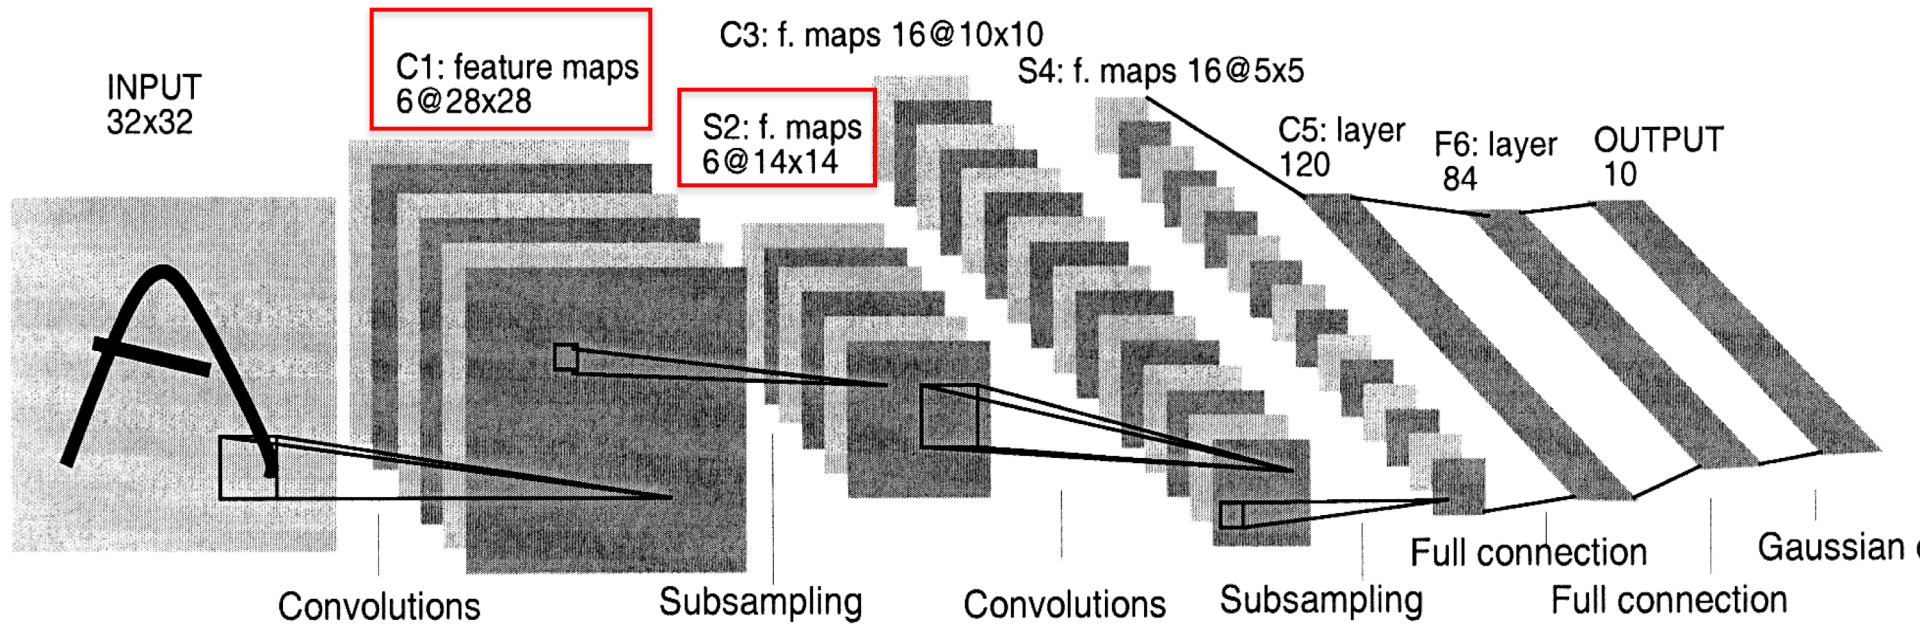 INPUT
32x32
C1: feature maps
6@28x28
S2: f. maps
6@14x14
C3: f. maps 16@10x10
S4: f. maps 16@5x5
C5: layer
120
F6: layer
84
OUTPUT
10
Convolutions
Subsampling
Convolutions
Subsampling
Full connection
Full connection
Gaussian